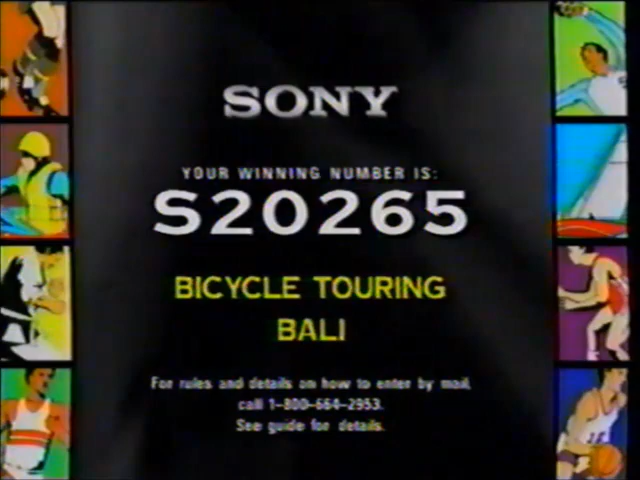 SONY
YOUR WINNING NUMBER IS:
S20265
BICYCLE TOURING
BALI
For rules and details on how to enter by mail,
call 1-800-664-2953.
See guide for details.